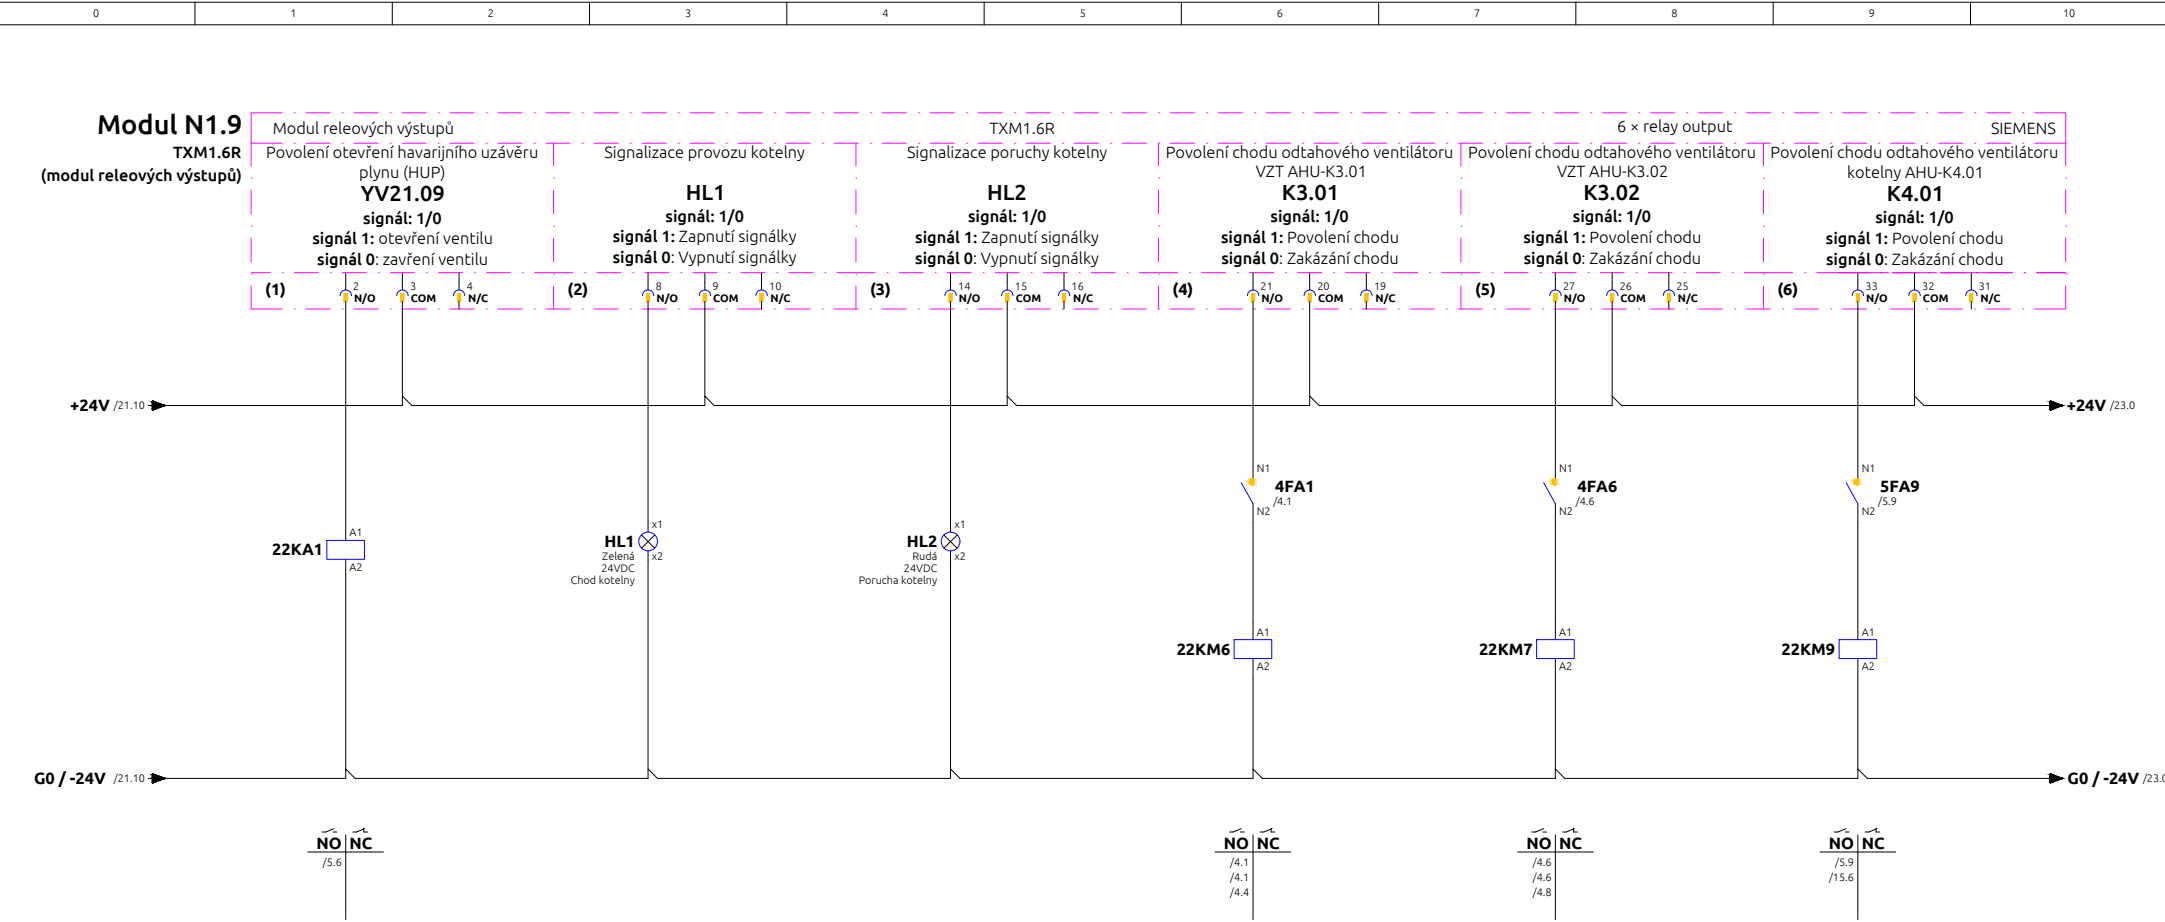 0 1 2 3 4 5 6 7 8 9 10
Modul N1.9
TXM1.6R
(modul releových výstupů)
Modul releových výstupů TXM1.6R 6 × relay output SIEMENS
Povolení otevření havarijního uzávěru
plynu (HUP)
YV21.09
signál: 1/0
signál 1: otevření ventilu
signál 0: zavření ventilu
Signalizace provozu kotelny
HL1
signál: 1/0
signál 1: Zapnutí signálky
signál 0: Vypnutí signálky
Signalizace poruchy kotelny
HL2
signál: 1/0
signál 1: Zapnutí signálky
signál 0: Vypnutí signálky
Povolení chodu odtahového ventilátoru
VZT AHU-K3.01
K3.01
signál: 1/0
signál 1: Povolení chodu
signál 0: Zakázání chodu
Povolení chodu odtahového ventilátoru
VZT AHU-K3.02
K3.02
signál: 1/0
signál 1: Povolení chodu
signál 0: Zakázání chodu
Povolení chodu odtahového ventilátoru
kotelny AHU-K4.01
K4.01
signál: 1/0
signál 1: Povolení chodu
signál 0: Zakázání chodu
(1) 2 N/O 3 COM 4 N/C
(2) 8 N/O 9 COM 10 N/C
(3) 14 N/O 15 COM 16 N/C
(4) 21 N/O 20 COM 19 N/C
(5) 27 N/O 26 COM 25 N/C
(6) 33 N/O 32 COM 31 N/C
+24V /21.10
+24V /23.0
N1
4FA1
/4.1
N2
N1
4FA6
/4.6
N2
N1
5FA9
/5.9
N2
A1
22KA1
A2
x1
HL1
x2
Zelená
24VDC
Chod kotelny
x1
HL2
x2
Rudá
24VDC
Porucha kotelny
A1
22KM6
A2
A1
22KM7
A2
A1
22KM9
A2
G0 / -24V /21.10
G0 / -24V /23.0
NO NC
/5.6
NO NC
/4.1
/4.1
/4.4
NO NC
/4.6
/4.6
/4.8
NO NC
/5.9
/15.6